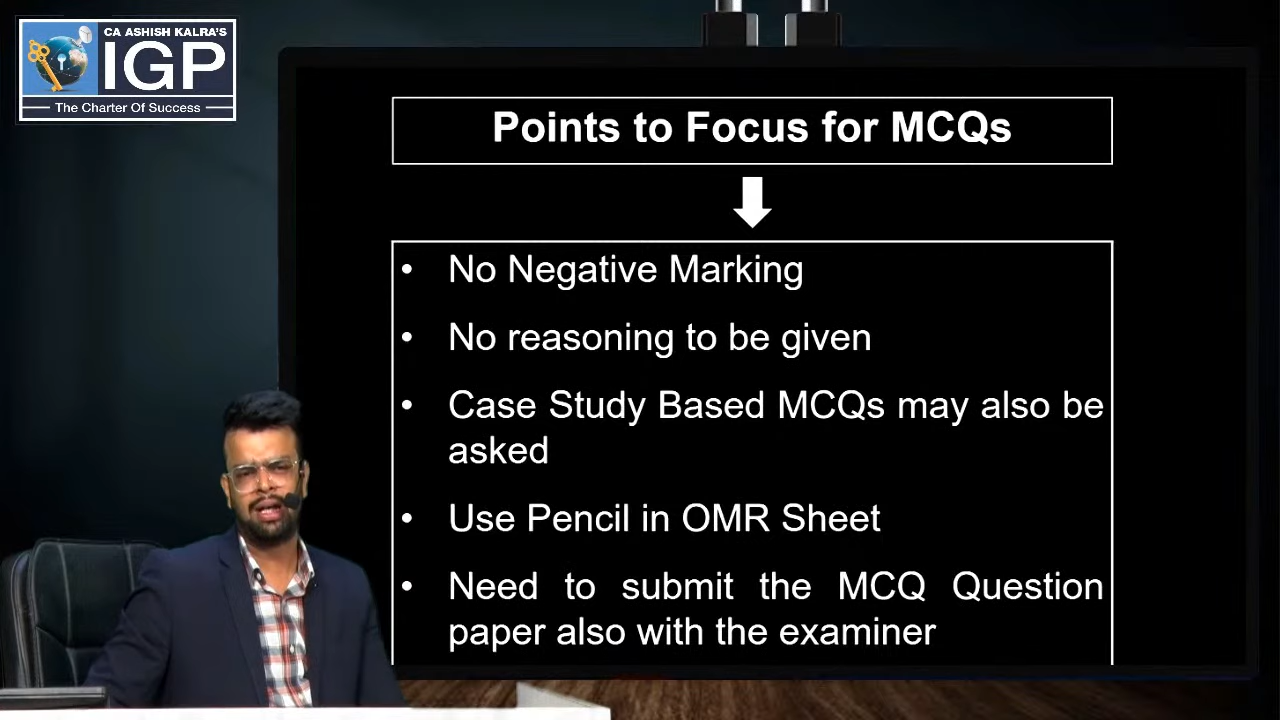 CA ASHISH KALRA'S
IGP
The Charter Of Success
Points to Focus for MCQs
• No Negative Marking
• No reasoning to be given
• Case Study Based MCQs may also be
asked
• Use Pencil in OMR Sheet
• Need to submit the MCQ Question
paper also with the examiner